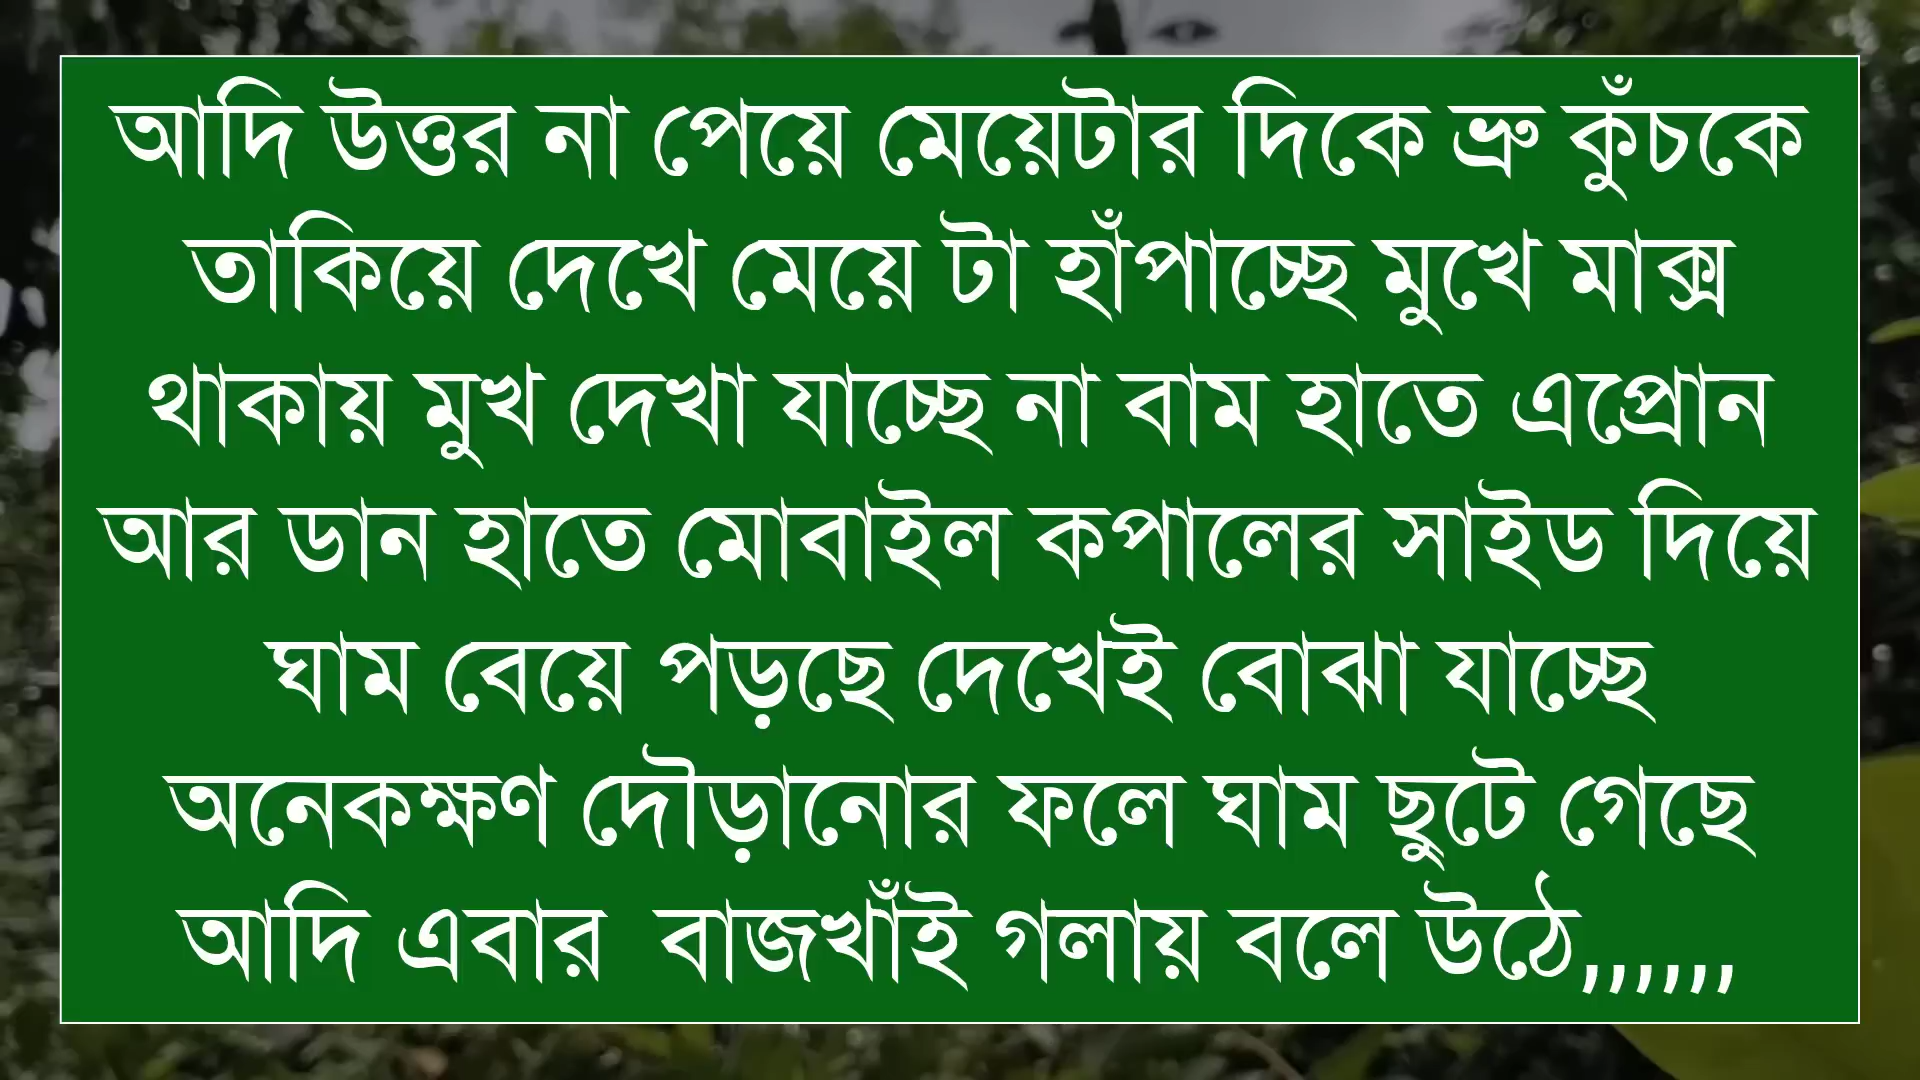 আদি উত্তর না পেয়ে মেয়েটার দিকে ভ্রু কুঁচকে
তাকিয়ে দেখে মেয়ে টা হাঁপাচ্ছে মুখে মাক্স
থাকায় মুখ দেখা যাচ্ছে না বাম হাতে এপ্রোন
আর ডান হাতে মোবাইল কপালের সাইড দিয়ে
ঘাম বেয়ে পড়ছে দেখেই বোঝা যাচ্ছে
অনেকক্ষণ দৌড়ানোর ফলে ঘাম ছুটে গেছে
আদি এবার  বাজখাঁই গলায় বলে উঠে,,,,,,